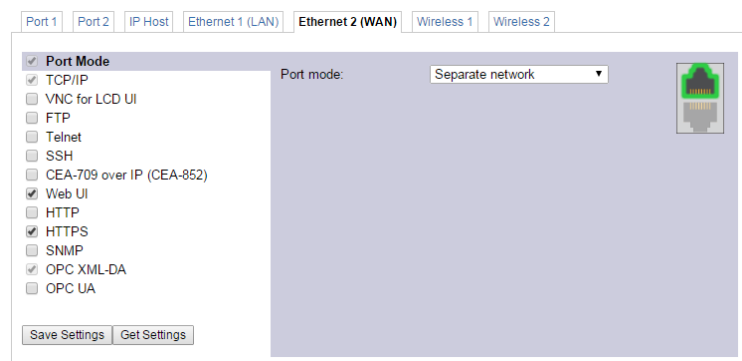 Port 1 Port 2 IP Host Ethernet 1 (LAN) Ethernet 2 (WAN) Wireless 1 Wireless 2
Port Mode
Port mode: Separate network
TCP/IP
VNC for LCD UI
FTP
Telnet
SSH
CEA-709 over IP (CEA-852)
Web UI
HTTP
HTTPS
SNMP
OPC XML-DA
OPC UA
Save Settings Get Settings